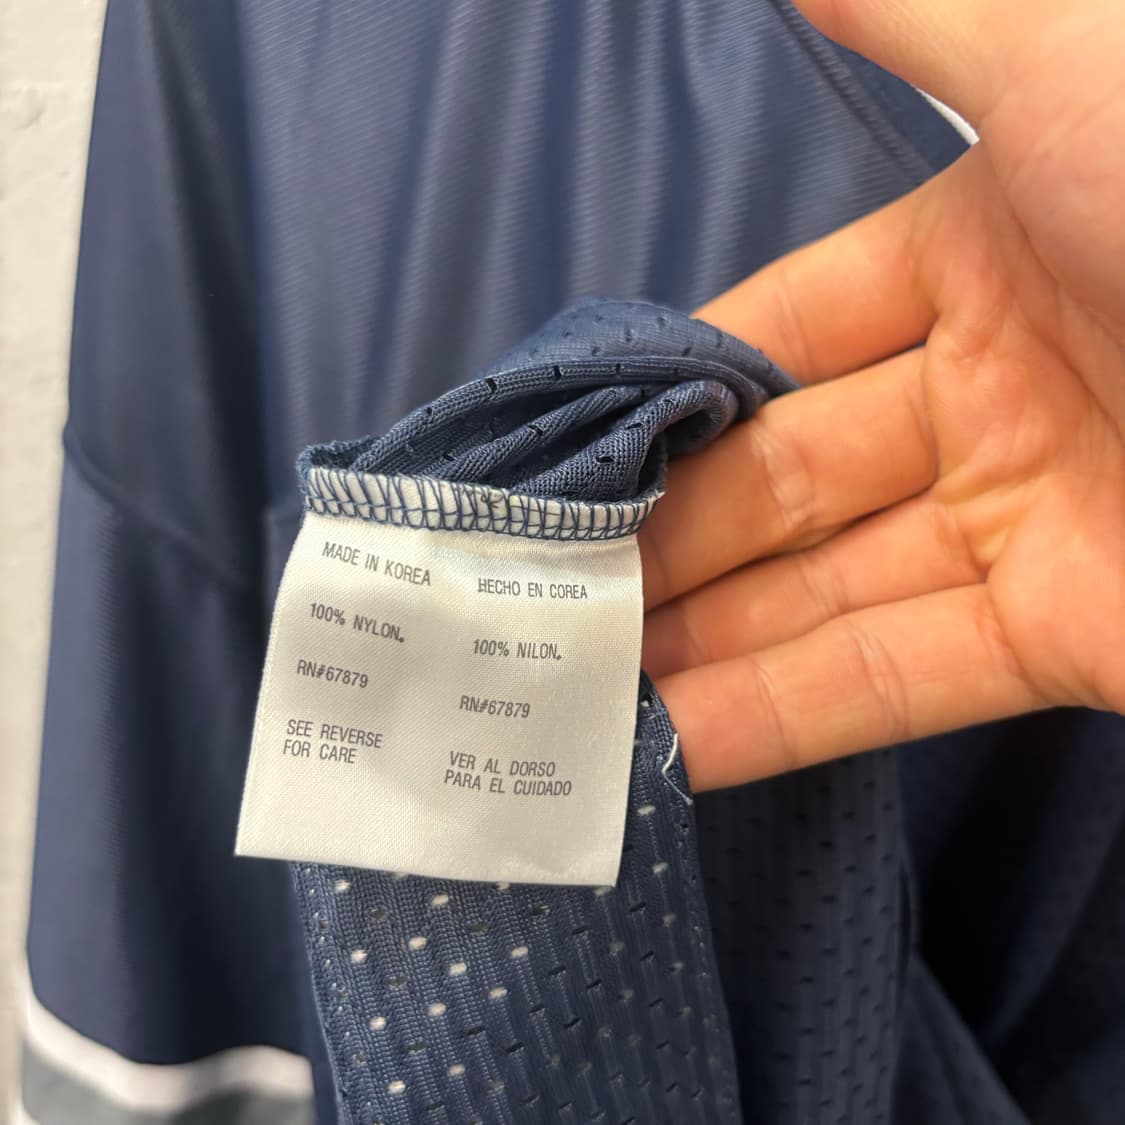 MADE IN KOREA
100% NYLON.
RN#67879
SEE REVERSE
FOR CARE
HECHO EN COREA
100% NILON.
RN#67879
VER AL DORSO
PARA EL CUIDADO